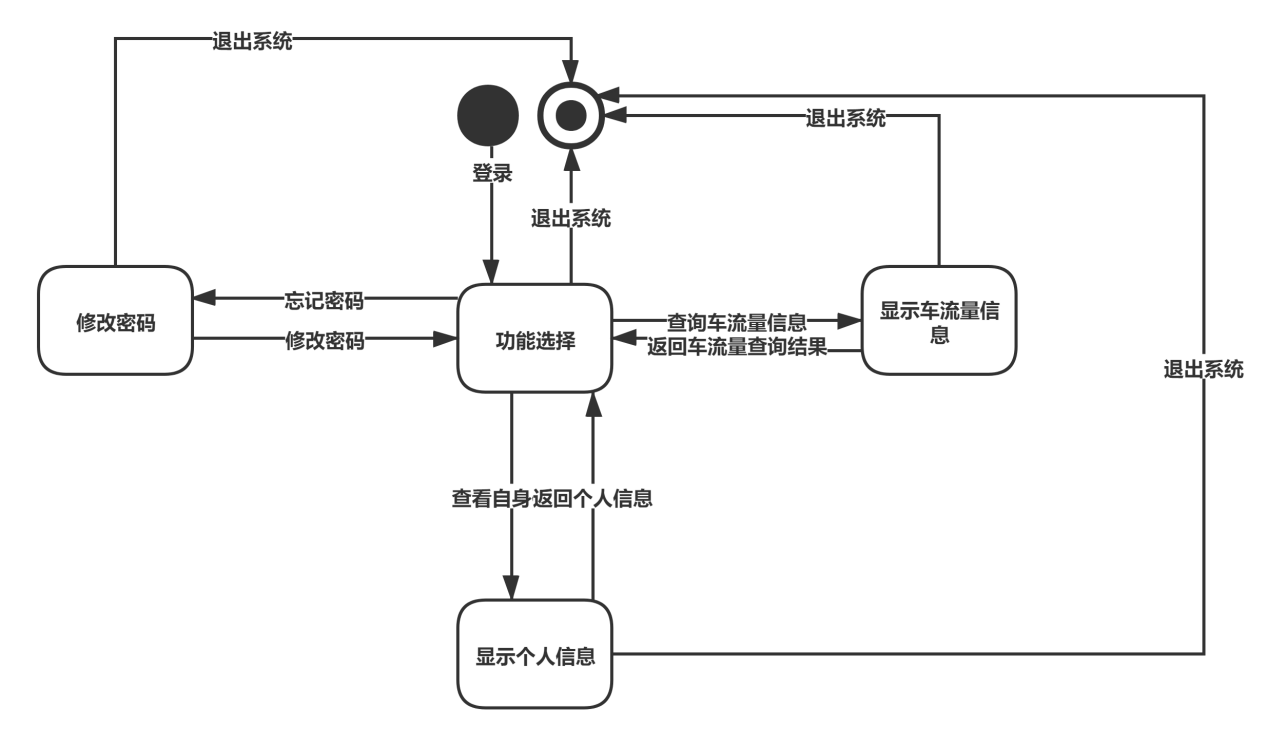 退出系统
退出系统
登录
退出系统
忘记密码
修改密码
修改密码
功能选择
查询车流量信息
返回车流量查询结果
显示车流量信
息
退出系统
查看自身返回个人信息
显示个人信息